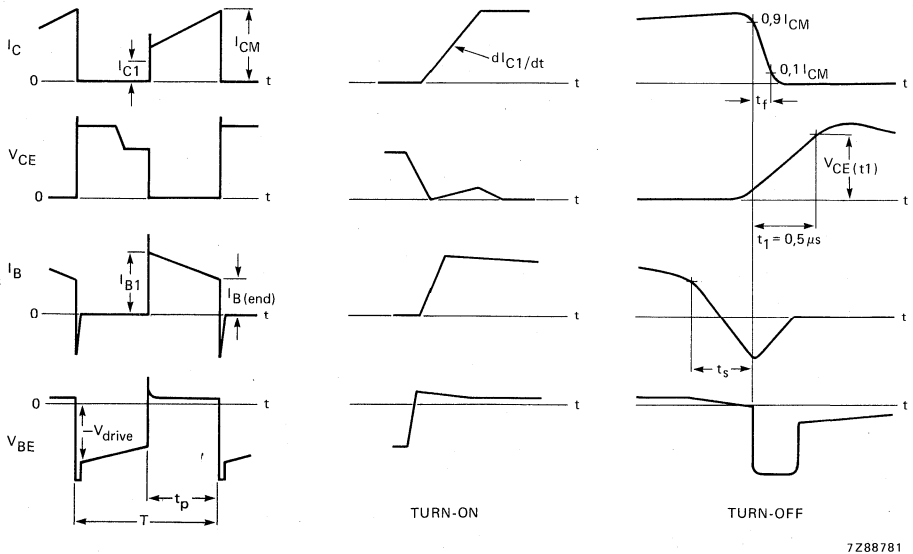 I_C
0
I_C1
I_CM
t
dI_C1/dt
t
0,9 I_CM
0,1 I_CM
t_f
t
V_CE
0
t
t
V_CE(t1)
t
t_1 = 0,5 μs
I_B
0
I_B1
I_B(end)
t
t
t_s
t
0
−V_drive
V_BE
t
t
t
t_p
T
TURN-ON
TURN-OFF
7Z88781